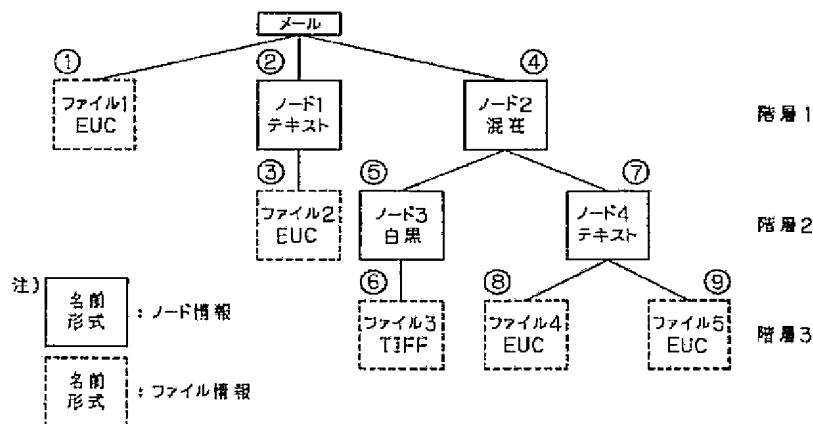 メール
① ② ④
ファイル1
EUC
ノード1
テキスト
ノード2
混在
階層1
③ ⑤ ⑦
ファイル2
EUC
ノード3
白黒
ノード4
テキスト
階層2
注)
名前
形式
:ノード情報
⑥ ⑧ ⑨
ファイル3
TIFF
ファイル4
EUC
ファイル5
EUC
階層3
名前
形式
:ファイル情報